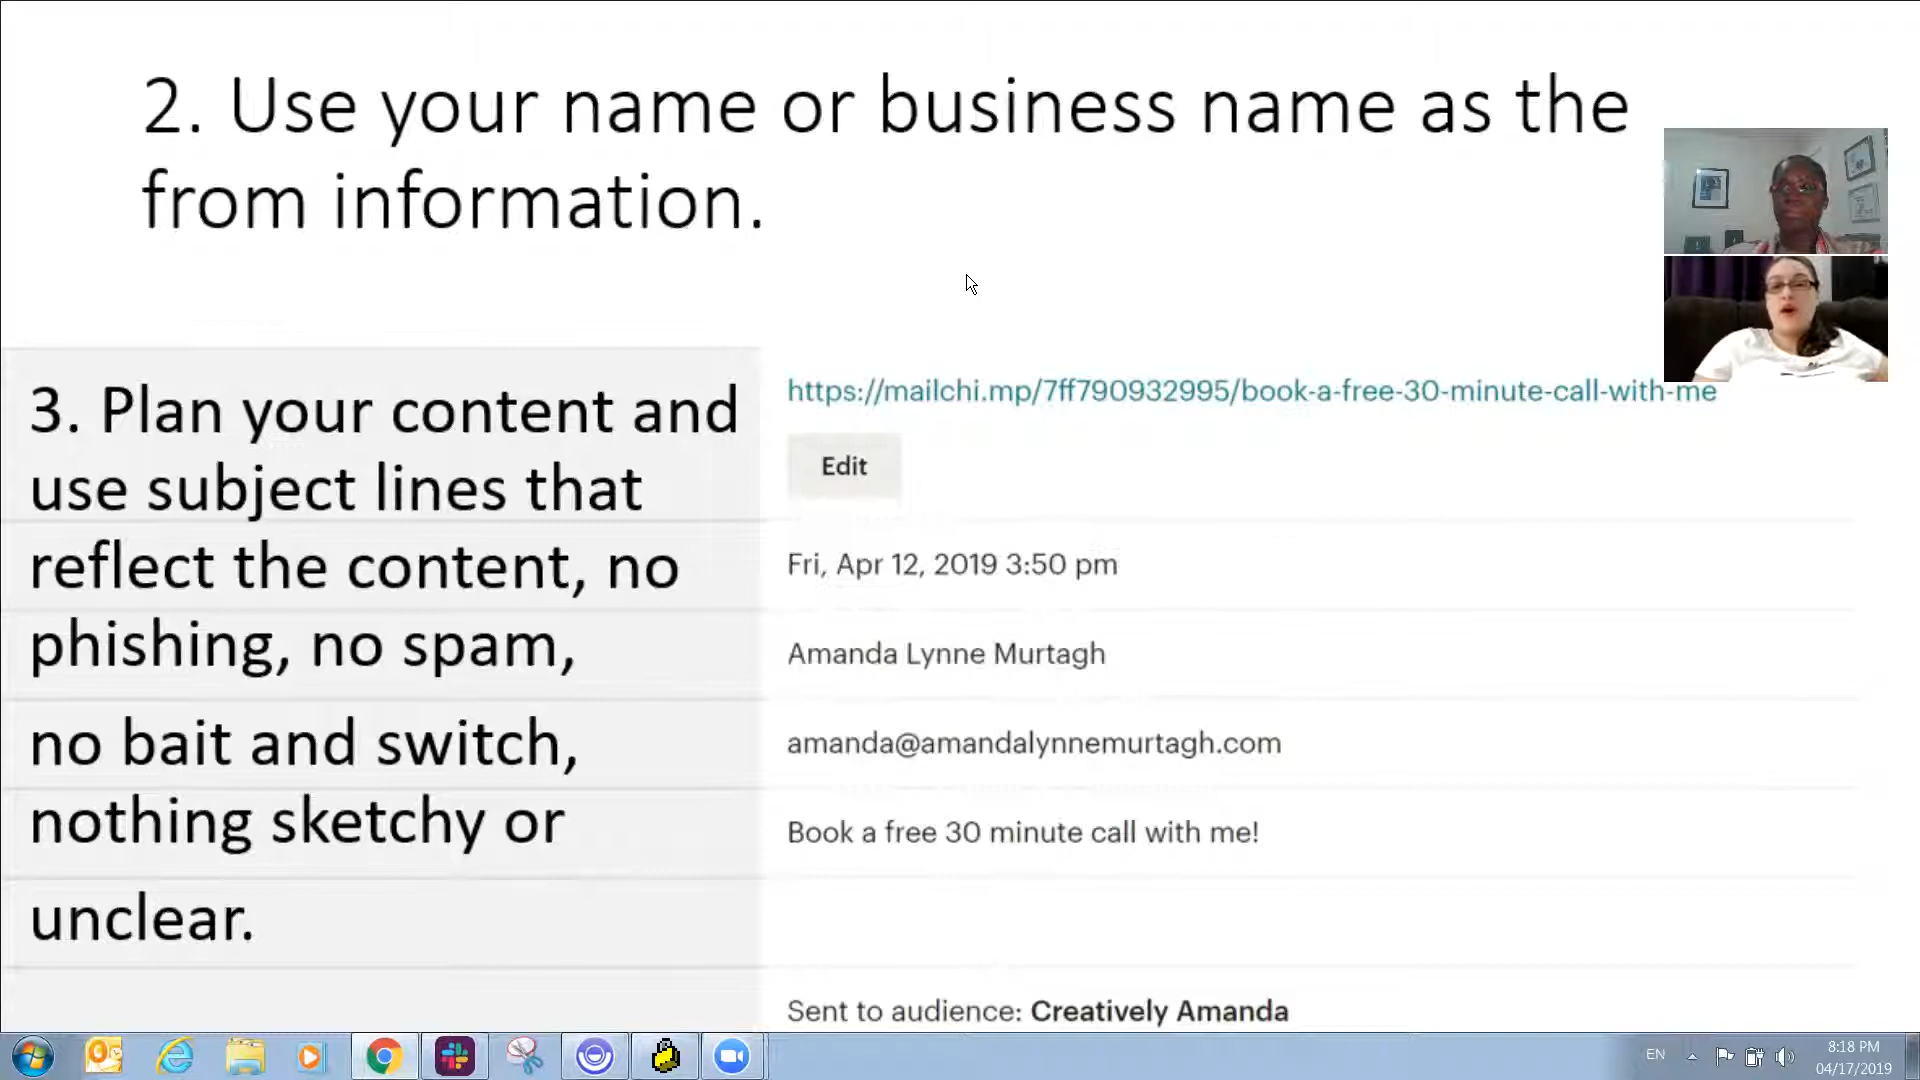 2. Use your name or business name as the
from information.
3. Plan your content and
use subject lines that
reflect the content, no
phishing, no spam,
no bait and switch,
nothing sketchy or
unclear.
https://mailchi.mp/7ff790932995/book-a-free-30-minute-call-with-me
Edit
Fri, Apr 12, 2019 3:50 pm
Amanda Lynne Murtagh
amanda@amandalynnemurtagh.com
Book a free 30 minute call with me!
Sent to audience: Creatively Amanda
EN
8:18 PM
04/17/2019